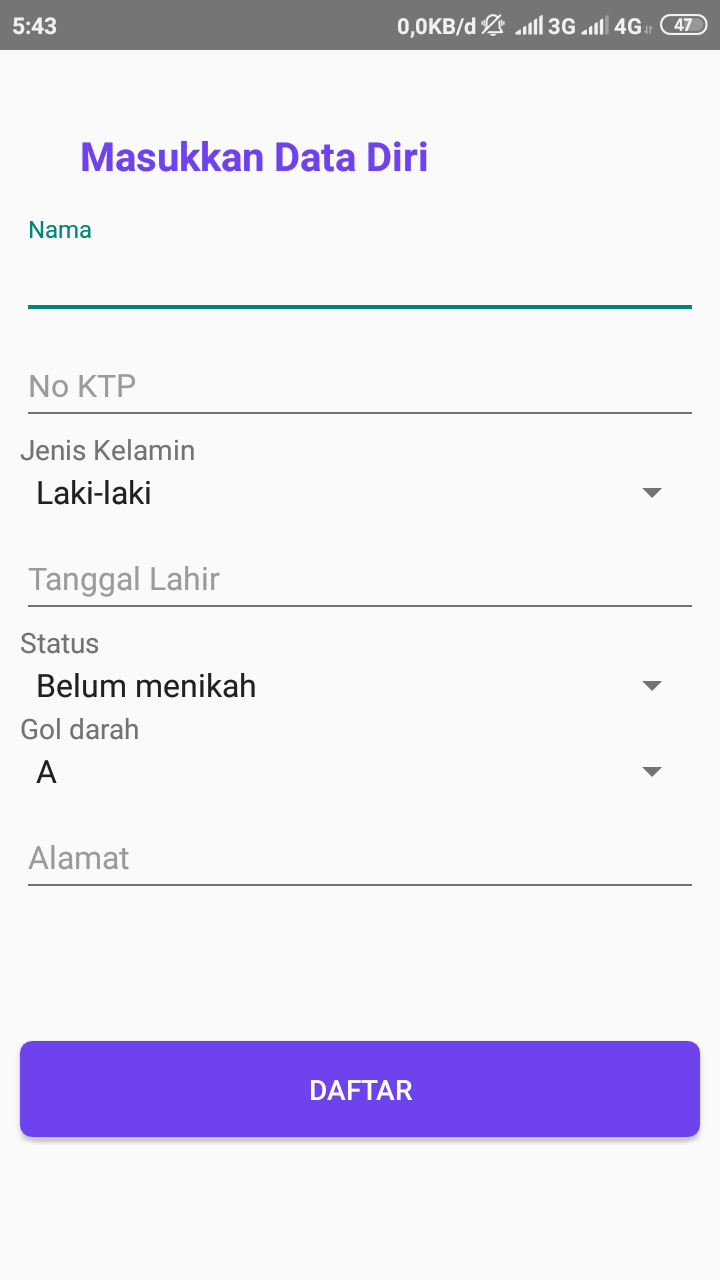 5:43 0,0KB/d 3G 4G 47
Masukkan Data Diri
Nama
No KTP
Jenis Kelamin
Laki-laki
Tanggal Lahir
Status
Belum menikah
Gol darah
A
Alamat
DAFTAR